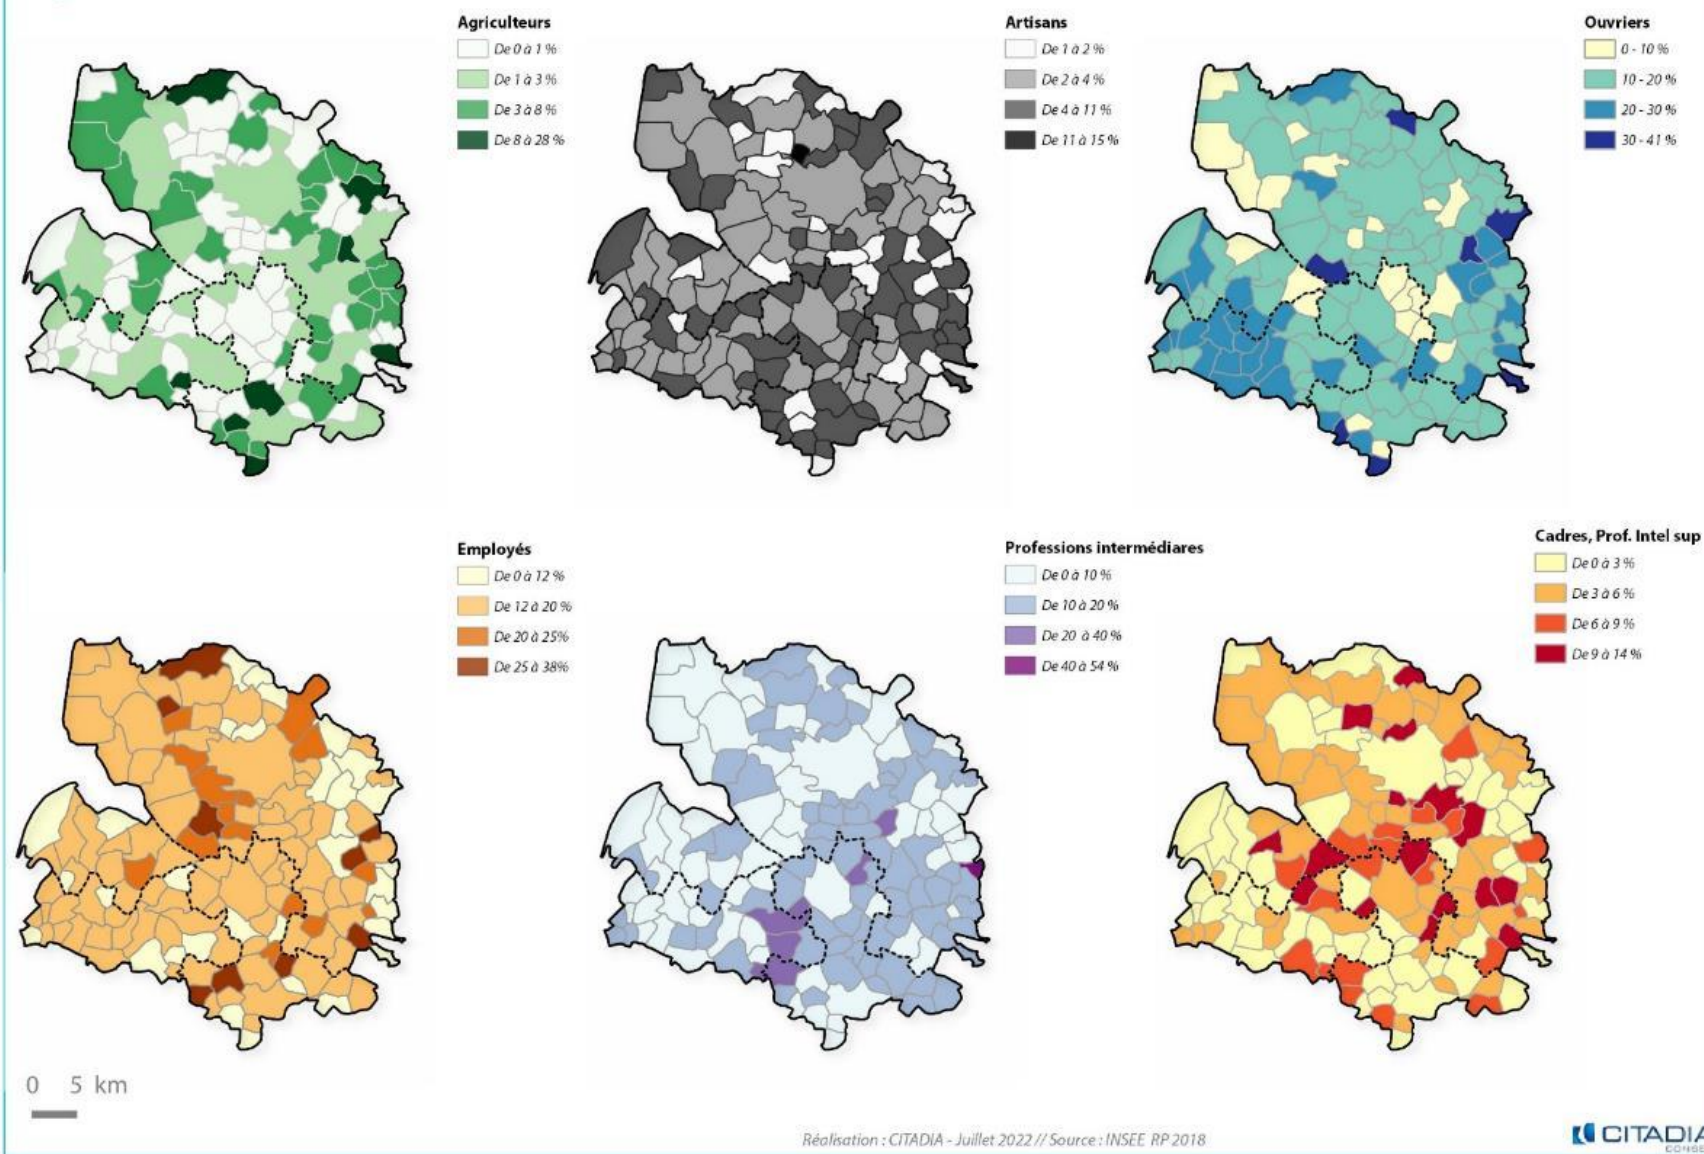 Agriculteurs
De 0 à 1 %
De 1 à 3 %
De 3 à 8 %
De 8 à 28 %
Artisans
De 1 à 2 %
De 2 à 4 %
De 4 à 11 %
De 11 à 15 %
Ouvriers
0 - 10 %
10 - 20 %
20 - 30 %
30 - 41 %
Employés
De 0 à 12 %
De 12 à 20 %
De 20 à 25%
De 25 à 38%
Professions intermédiares
De 0 à 10 %
De 10 à 20 %
De 20 à 40 %
De 40 à 54 %
Cadres, Prof. Intel sup
De 0 à 3 %
De 3 à 6 %
De 6 à 9 %
De 9 à 14 %
0 5 km
Réalisation : CITADIA - Juillet 2022 // Source : INSEE RP 2018
CITADIA